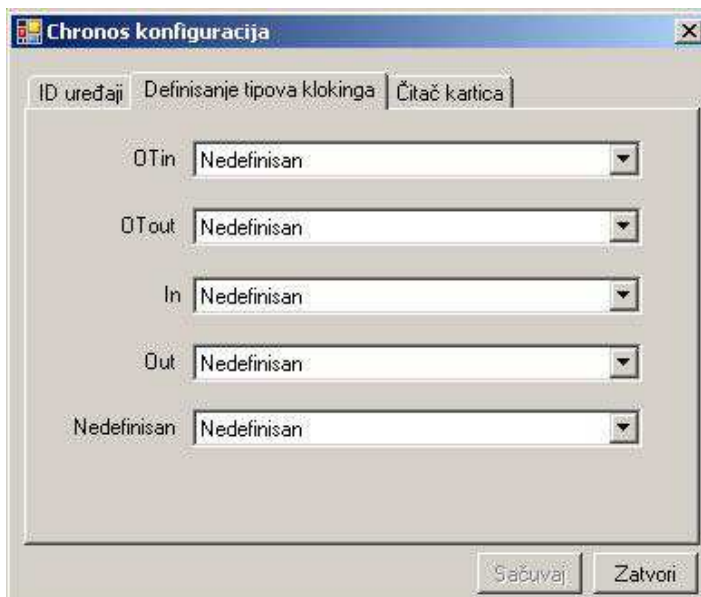 Chronos konfiguracija
ID uređaji Definisanje tipova klokinga Čitač kartica
OTin Nedefinisan
OTout Nedefinisan
In Nedefinisan
Out Nedefinisan
Nedefinisan Nedefinisan
Sačuvaj Zatvori